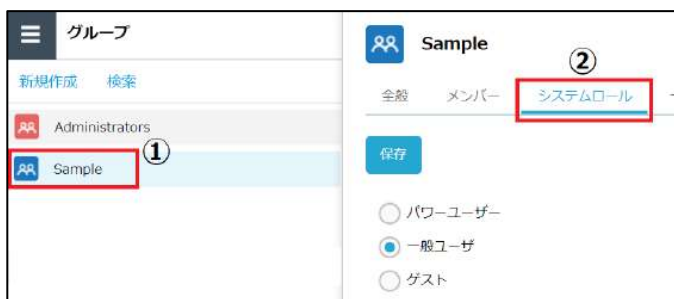 グループ
新規作成 検索
Administrators
Sample
①
Sample
②
全般 メンバー システムロール
保存
パワーユーザー
一般ユーザ
ゲスト